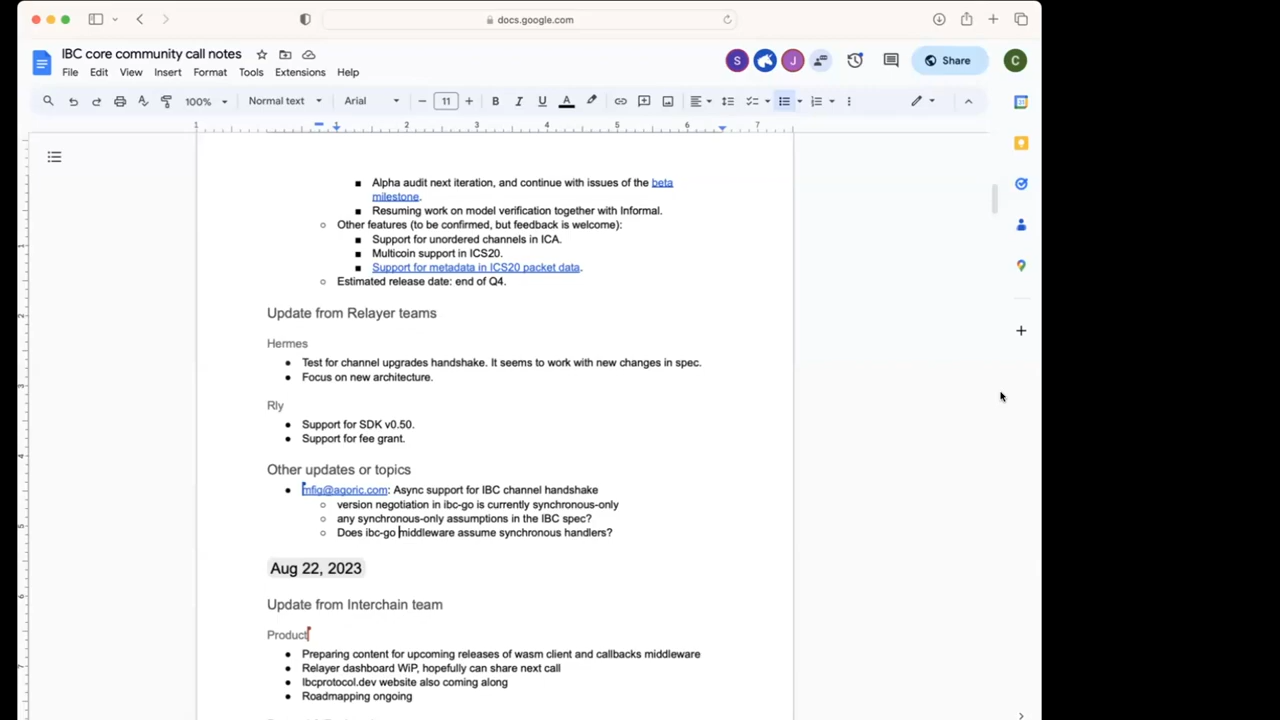 docs.google.com
IBC core community call notes
File Edit View Insert Format Tools Extensions Help
S J Share C
100% Normal text Arial 11 B I U A
1 1 2 3 4 5 6 7
Alpha audit next iteration, and continue with issues of the beta
milestone.
Resuming work on model verification together with Informal.
Other features (to be confirmed, but feedback is welcome):
Support for unordered channels in ICA.
Multicoin support in ICS20.
Support for metadata in ICS20 packet data.
Estimated release date: end of Q4.
Update from Relayer teams
Hermes
Test for channel upgrades handshake. It seems to work with new changes in spec.
Focus on new architecture.
Rly
Support for SDK v0.50.
Support for fee grant.
Other updates or topics
mfig@agoric.com: Async support for IBC channel handshake
version negotiation in ibc-go is currently synchronous-only
any synchronous-only assumptions in the IBC spec?
Does ibc-go middleware assume synchronous handlers?
Aug 22, 2023
Update from Interchain team
Product
Preparing content for upcoming releases of wasm client and callbacks middleware
Relayer dashboard WiP, hopefully can share next call
Ibcprotocol.dev website also coming along
Roadmapping ongoing